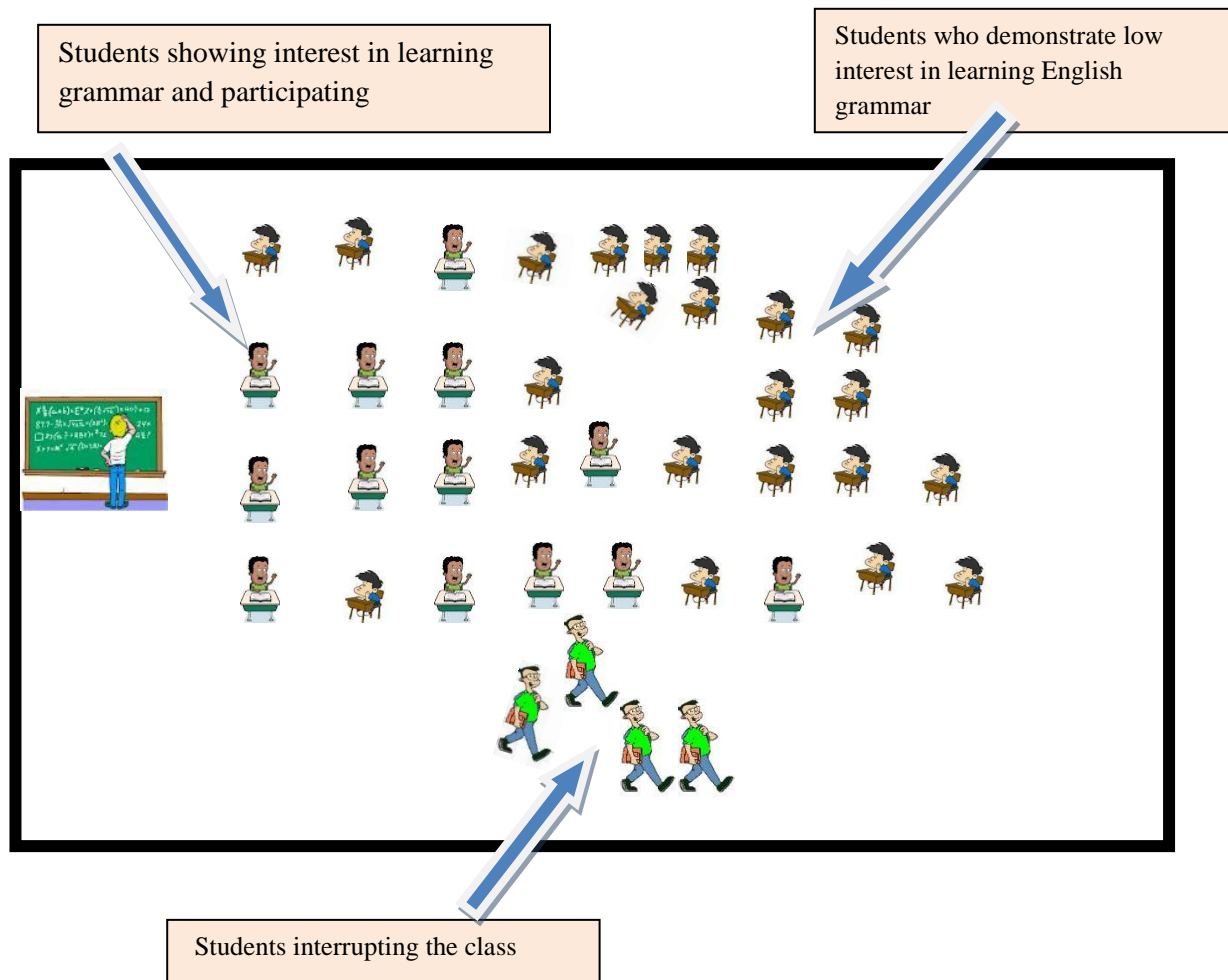 Students showing interest in learning
grammar and participating
Students who demonstrate low
interest in learning English
grammar
Students interrupting the class